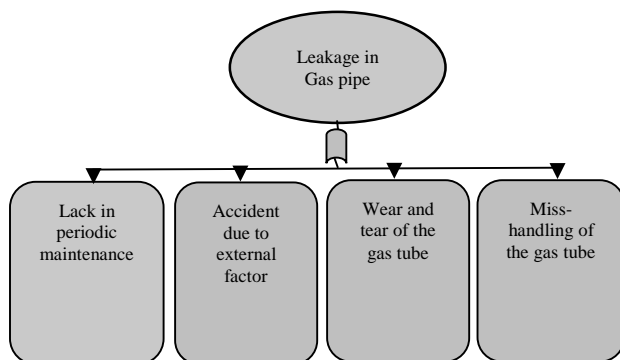 Leakage in
Gas pipe
Lack in
periodic
maintenance
Accident
due to
external
factor
Wear and
tear of the
gas tube
Miss-
handling of
the gas tube